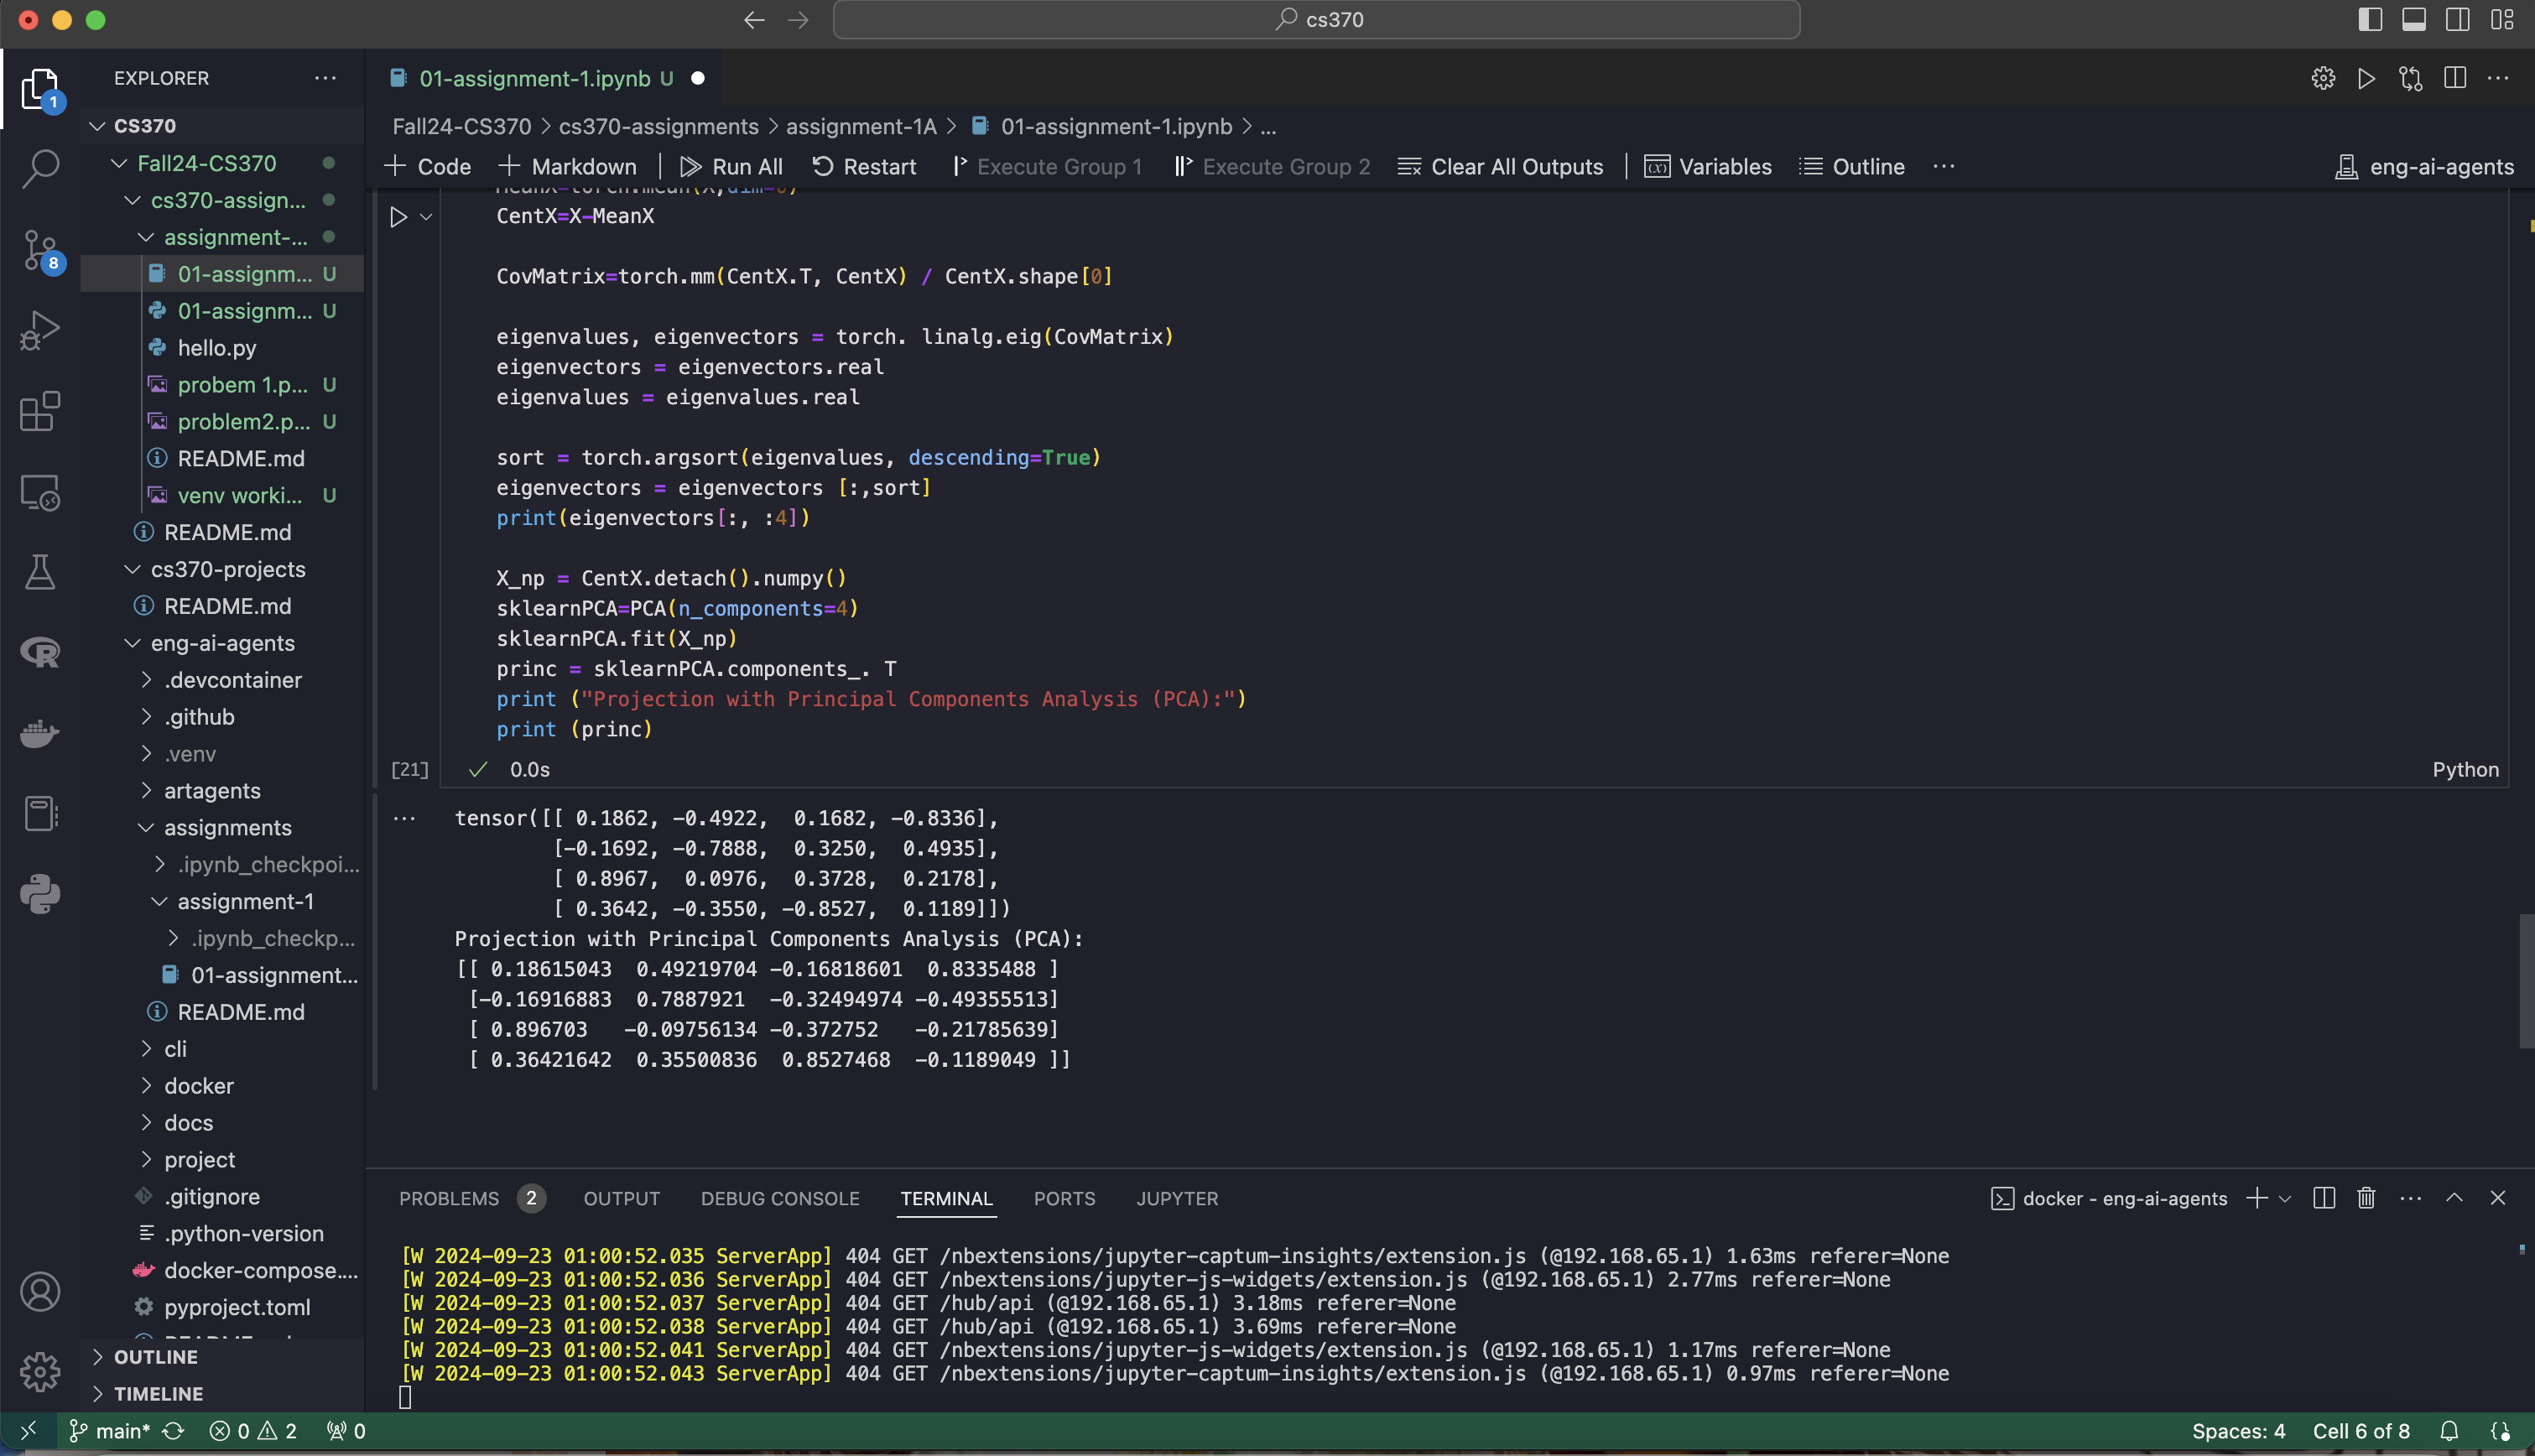 cs370
EXPLORER
CS370
Fall24-CS370
cs370-assign...
assignment-...
01-assignm... U
01-assignm... U
hello.py
probem 1.p... U
problem2.p... U
README.md
venv worki... U
README.md
cs370-projects
README.md
eng-ai-agents
.devcontainer
.github
.venv
artagents
assignments
.ipynb_checkpoi...
assignment-1
.ipynb_checkp...
01-assignment...
README.md
cli
docker
docs
project
.gitignore
.python-version
docker-compose....
pyproject.toml
OUTLINE
TIMELINE
1
8
01-assignment-1.ipynb U
Fall24-CS370 > cs370-assignments > assignment-1A > 01-assignment-1.ipynb > ...
+ Code + Markdown | Run All Restart Execute Group 1 Execute Group 2 Clear All Outputs | Variables Outline ... eng-ai-agents
MeanX=torch.mean(X,dim=0)
CentX=X-MeanX
CovMatrix=torch.mm(CentX.T, CentX) / CentX.shape[0]
eigenvalues, eigenvectors = torch. linalg.eig(CovMatrix)
eigenvectors = eigenvectors.real
eigenvalues = eigenvalues.real
sort = torch.argsort(eigenvalues, descending=True)
eigenvectors = eigenvectors [:,sort]
print(eigenvectors[:, :4])
X_np = CentX.detach().numpy()
sklearnPCA=PCA(n_components=4)
sklearnPCA.fit(X_np)
princ = sklearnPCA.components_. T
print ("Projection with Principal Components Analysis (PCA):")
print (princ)
[21] 0.0s Python
tensor([[ 0.1862, -0.4922,  0.1682, -0.8336],
[-0.1692, -0.7888,  0.3250,  0.4935],
[ 0.8967,  0.0976,  0.3728,  0.2178],
[ 0.3642, -0.3550, -0.8527,  0.1189]])
Projection with Principal Components Analysis (PCA):
[[ 0.18615043  0.49219704 -0.16818601  0.8335488 ]
[-0.16916883  0.7887921  -0.32494974 -0.49355513]
[ 0.896703   -0.09756134 -0.372752   -0.21785639]
[ 0.36421642  0.35500836  0.8527468  -0.1189049 ]]
PROBLEMS 2 OUTPUT DEBUG CONSOLE TERMINAL PORTS JUPYTER docker - eng-ai-agents
[W 2024-09-23 01:00:52.035 ServerApp] 404 GET /nbextensions/jupyter-captum-insights/extension.js (@192.168.65.1) 1.63ms referer=None
[W 2024-09-23 01:00:52.036 ServerApp] 404 GET /nbextensions/jupyter-js-widgets/extension.js (@192.168.65.1) 2.77ms referer=None
[W 2024-09-23 01:00:52.037 ServerApp] 404 GET /hub/api (@192.168.65.1) 3.18ms referer=None
[W 2024-09-23 01:00:52.038 ServerApp] 404 GET /hub/api (@192.168.65.1) 3.69ms referer=None
[W 2024-09-23 01:00:52.041 ServerApp] 404 GET /nbextensions/jupyter-js-widgets/extension.js (@192.168.65.1) 1.17ms referer=None
[W 2024-09-23 01:00:52.043 ServerApp] 404 GET /nbextensions/jupyter-captum-insights/extension.js (@192.168.65.1) 0.97ms referer=None
main* 0 2 0 Spaces: 4 Cell 6 of 8